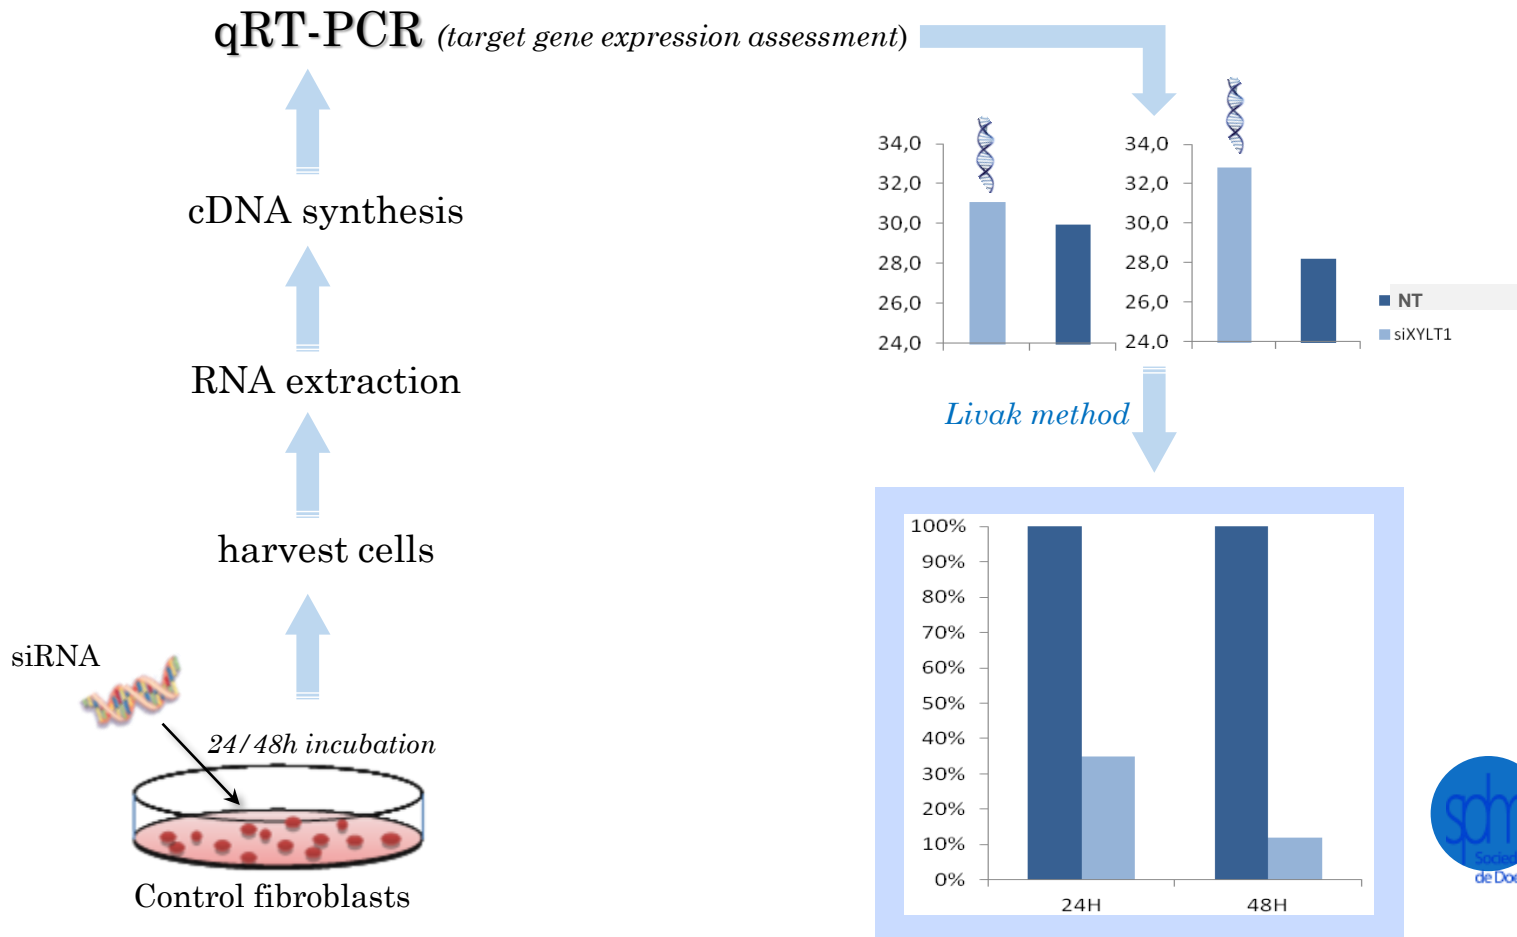 qRT-PCR (target gene expression assessment)
cDNA synthesis
RNA extraction
harvest cells
siRNA
24/48h incubation
Control fibroblasts
34,0
32,0
30,0
28,0
26,0
24,0
34,0
32,0
30,0
28,0
26,0
24,0
NT
siXYLT1
Livak method
100%
90%
80%
70%
60%
50%
40%
30%
20%
10%
0%
24H
48H